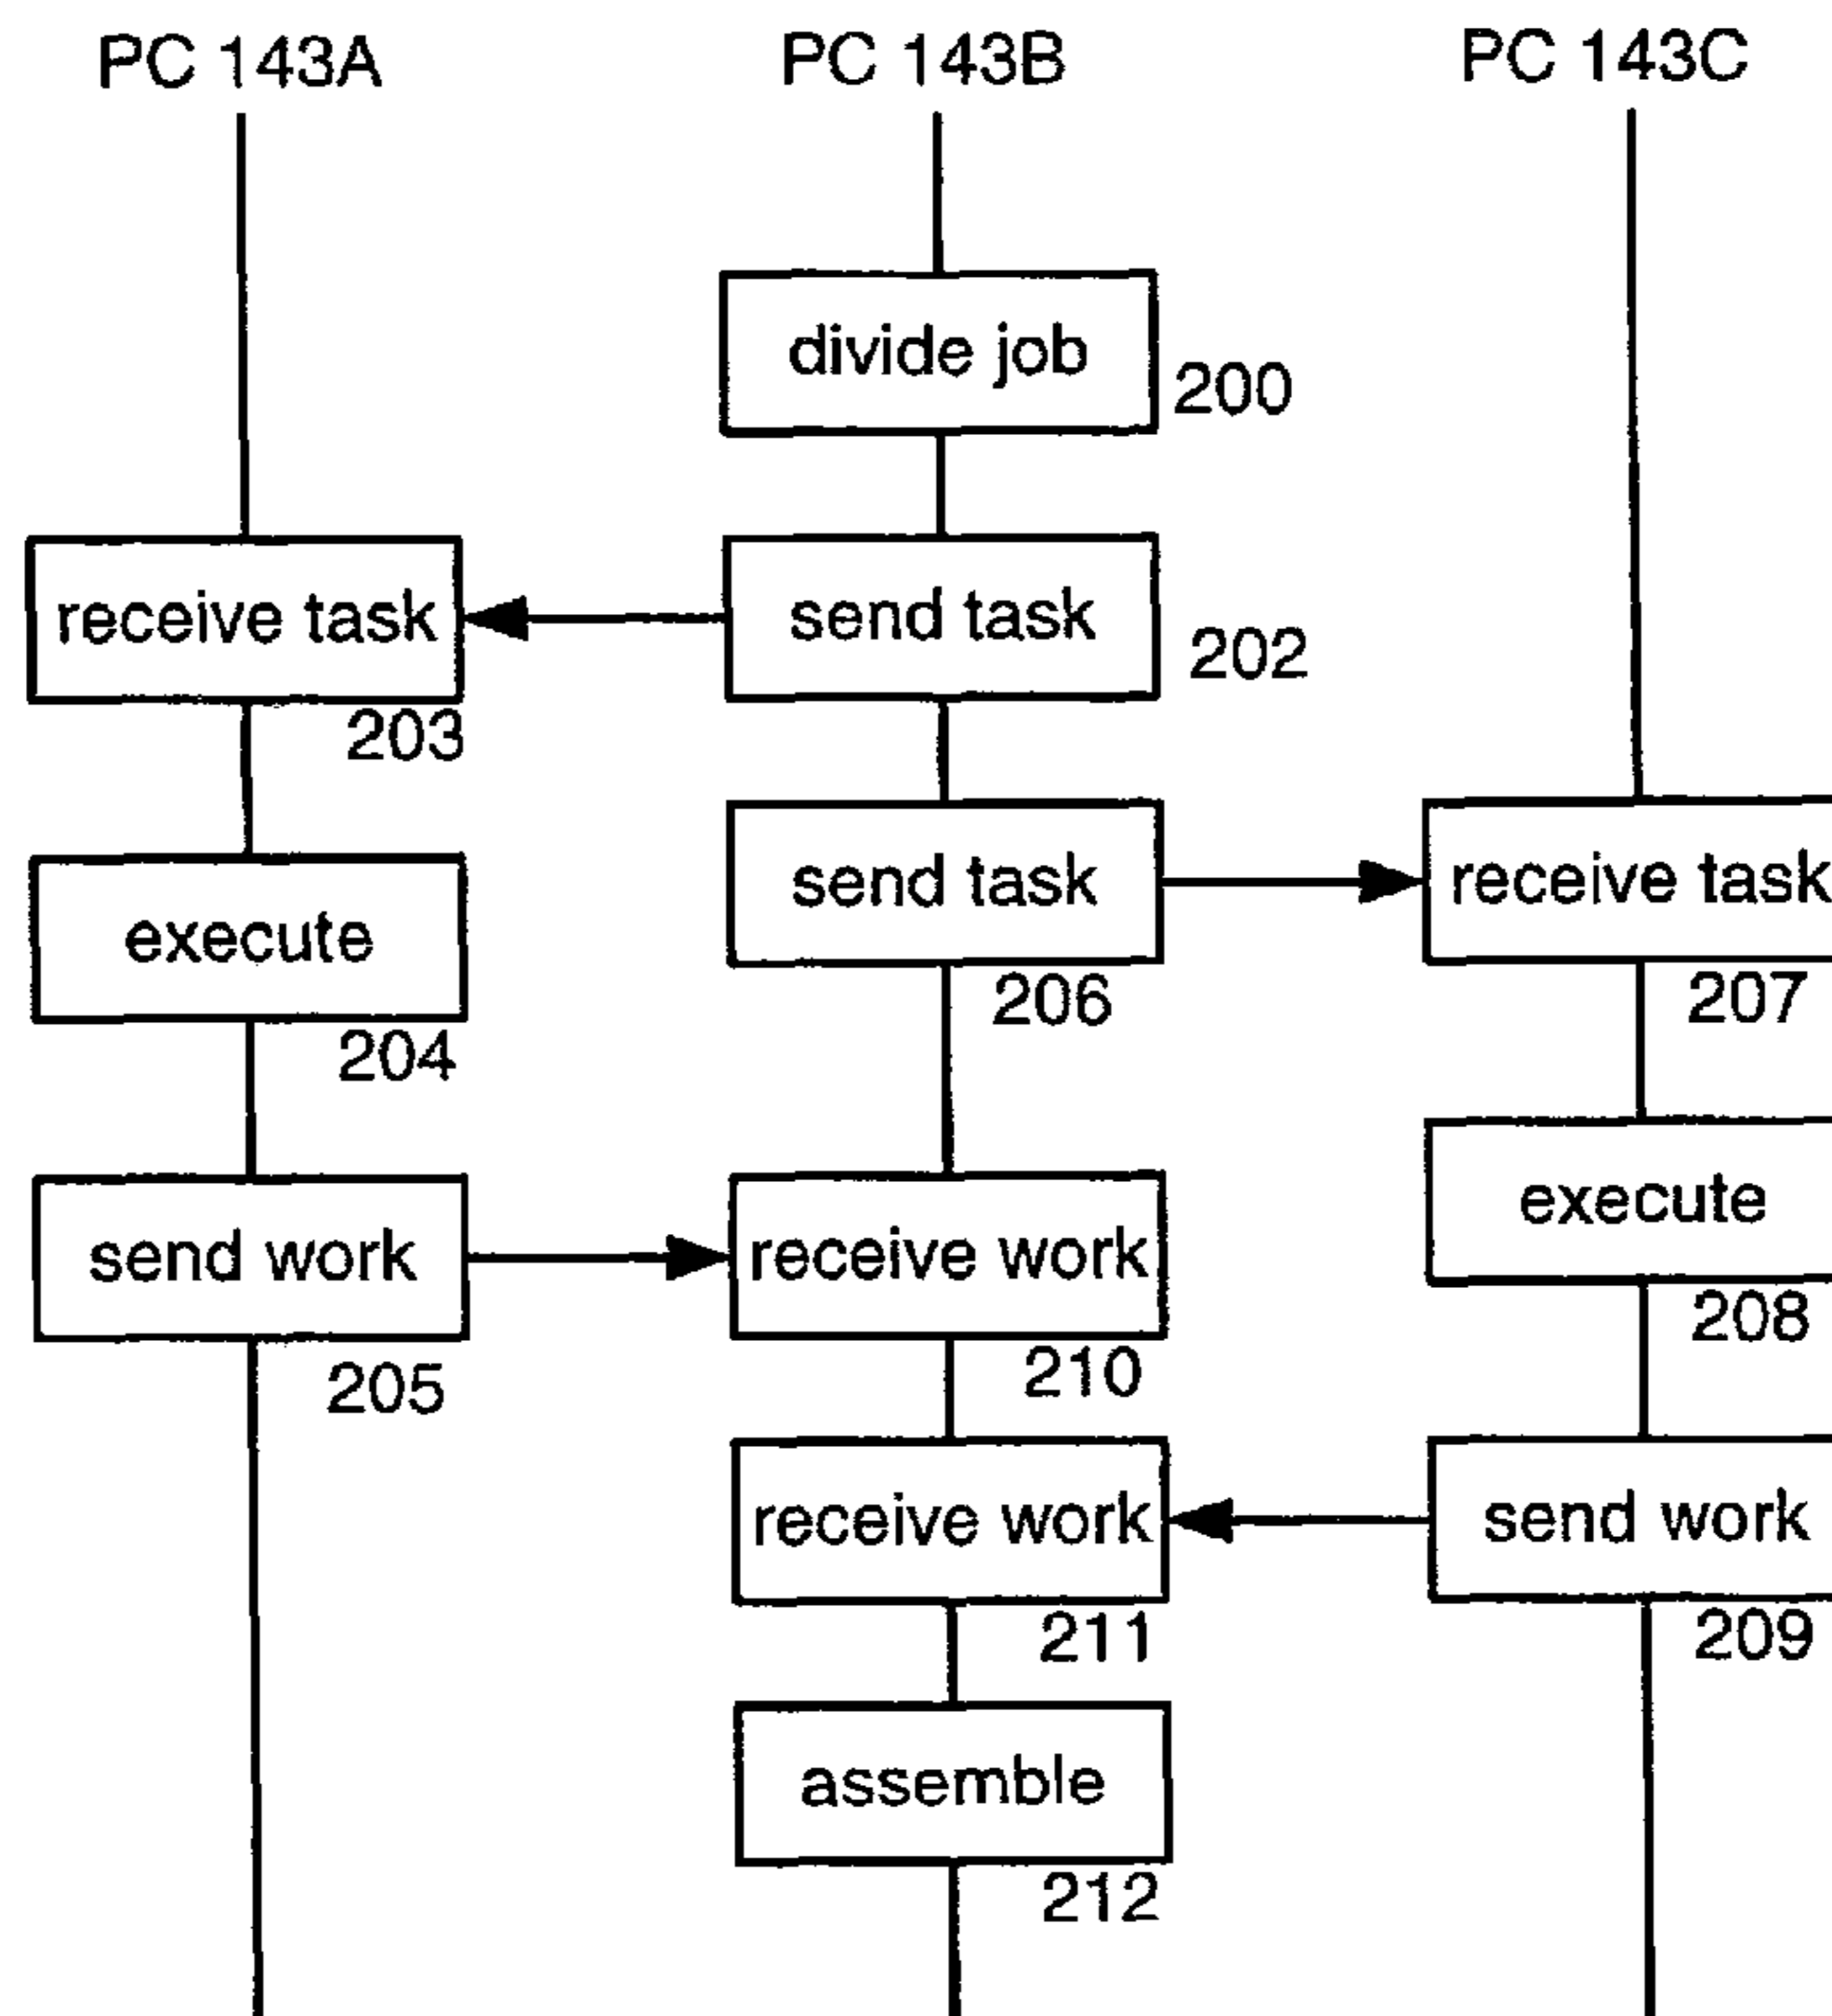 PC 143A
PC 143B
PC 143C
divide job
200
receive task
send task
202
203
send task
receive task
execute
206
207
204
execute
send work
receive work
208
205
210
receive work
send work
211
209
assemble
212